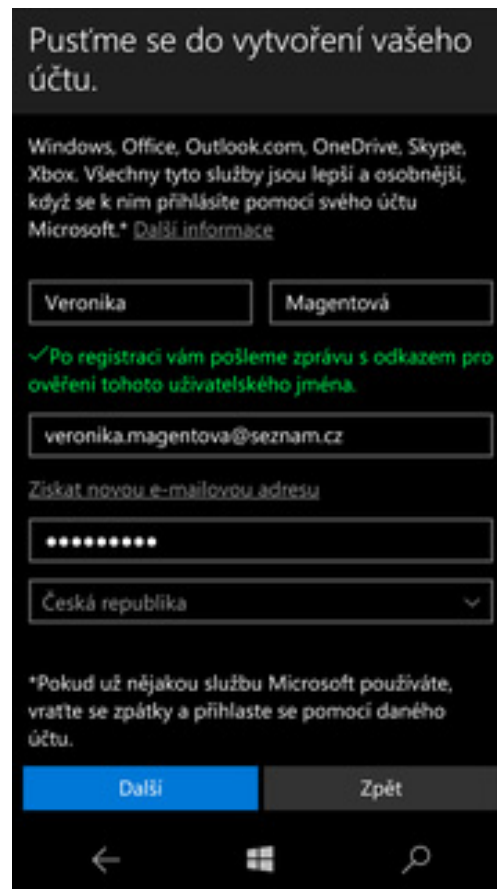 Pusťme se do vytvoření vašeho
účtu.
Windows, Office, Outlook.com, OneDrive, Skype,
Xbox. Všechny tyto služby jsou lepší a osobnější,
když se k nim přihlásíte pomocí svého účtu
Microsoft.* Další informace
Veronika Magentová
✓Po registraci vám pošleme zprávu s odkazem pro
ověření tohoto uživatelského jména.
veronika.magentova@seznam.cz
Získat novou e-mailovou adresu
●●●●●●●●●
Česká republika
*Pokud už nějakou službu Microsoft používáte,
vraťte se zpátky a přihlaste se pomocí daného
účtu.
Další Zpět